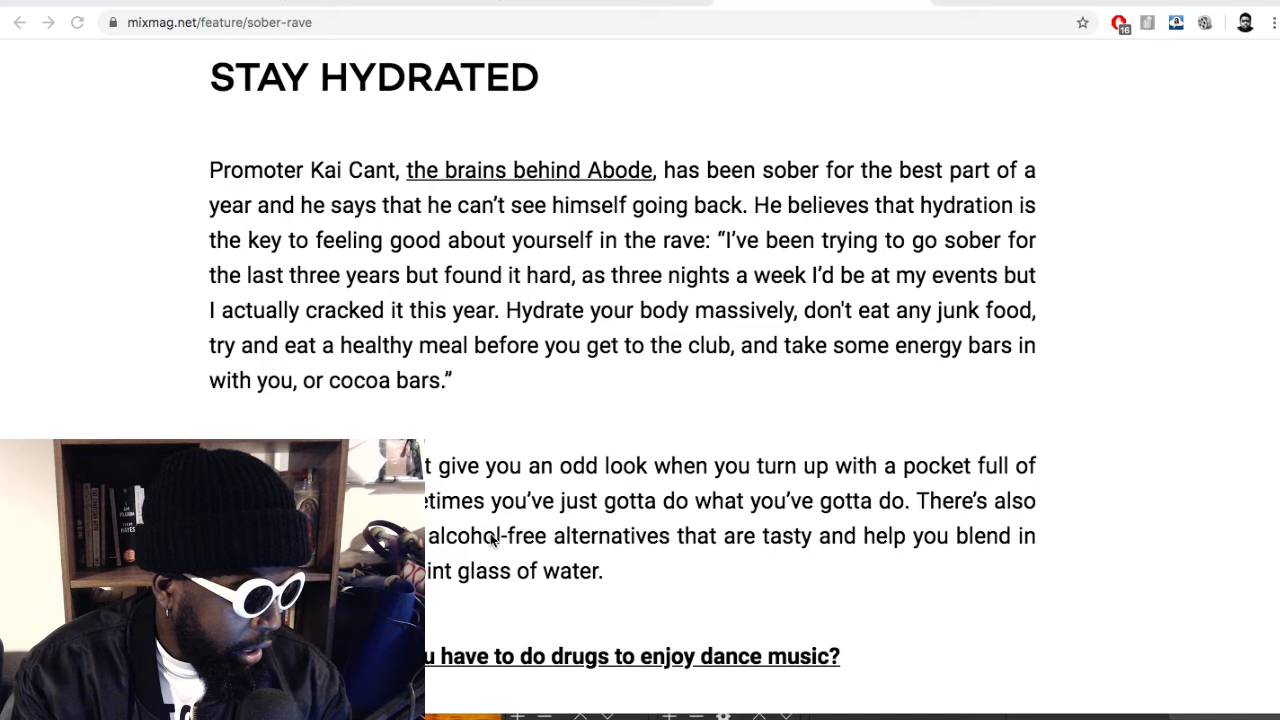 mixmag.net/feature/sober-rave
16
STAY HYDRATED
Promoter Kai Cant, the brains behind Abode, has been sober for the best part of a
year and he says that he can’t see himself going back. He believes that hydration is
the key to feeling good about yourself in the rave: “I’ve been trying to go sober for
the last three years but found it hard, as three nights a week I’d be at my events but
I actually cracked it this year. Hydrate your body massively, don't eat any junk food,
try and eat a healthy meal before you get to the club, and take some energy bars in
with you, or cocoa bars.”
t give you an odd look when you turn up with a pocket full of
etimes you’ve just gotta do what you’ve gotta do. There’s also
alcohol-free alternatives that are tasty and help you blend in
int glass of water.
u have to do drugs to enjoy dance music?
I AM
PILGRIM
TERRY
HAYES